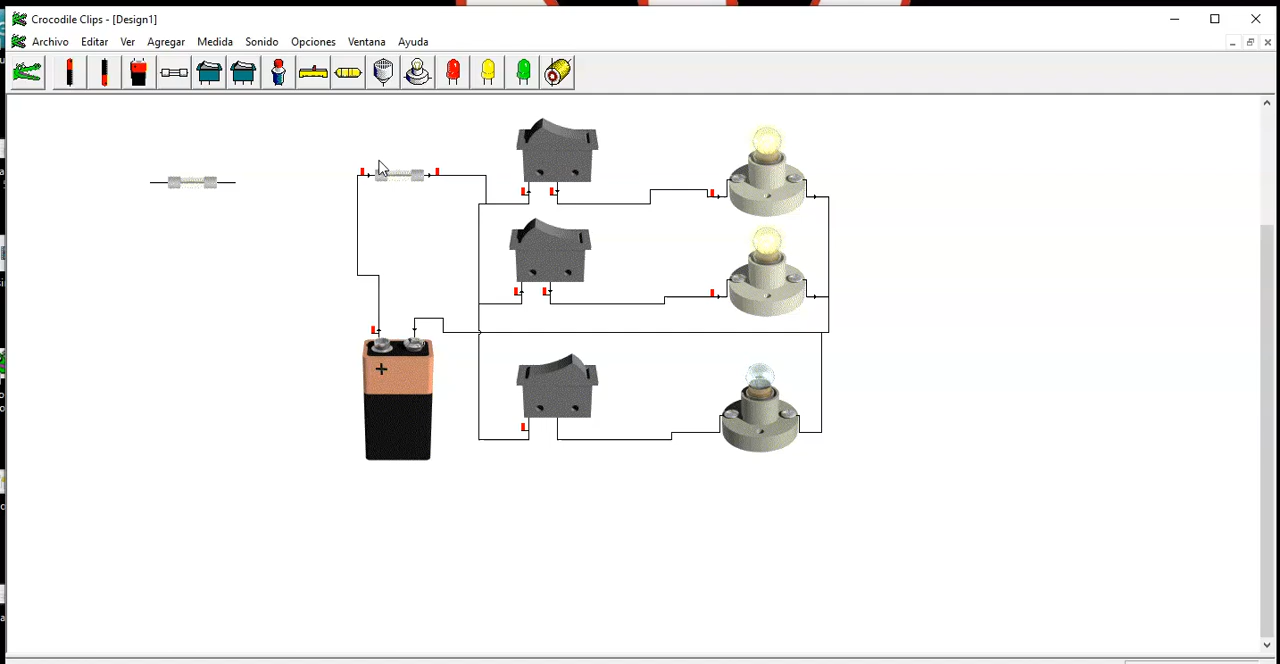 Crocodile Clips - [Design1]
Archivo Editar Ver Agregar Medida Sonido Opciones Ventana Ayuda
+